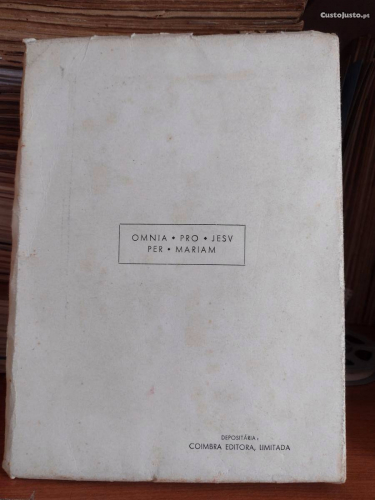 CustoJusto.pt
OMNIA • PRO • JESV
PER • MARIAM
DEPOSITÁRIA:
COIMBRA EDITORA, LIMITADA